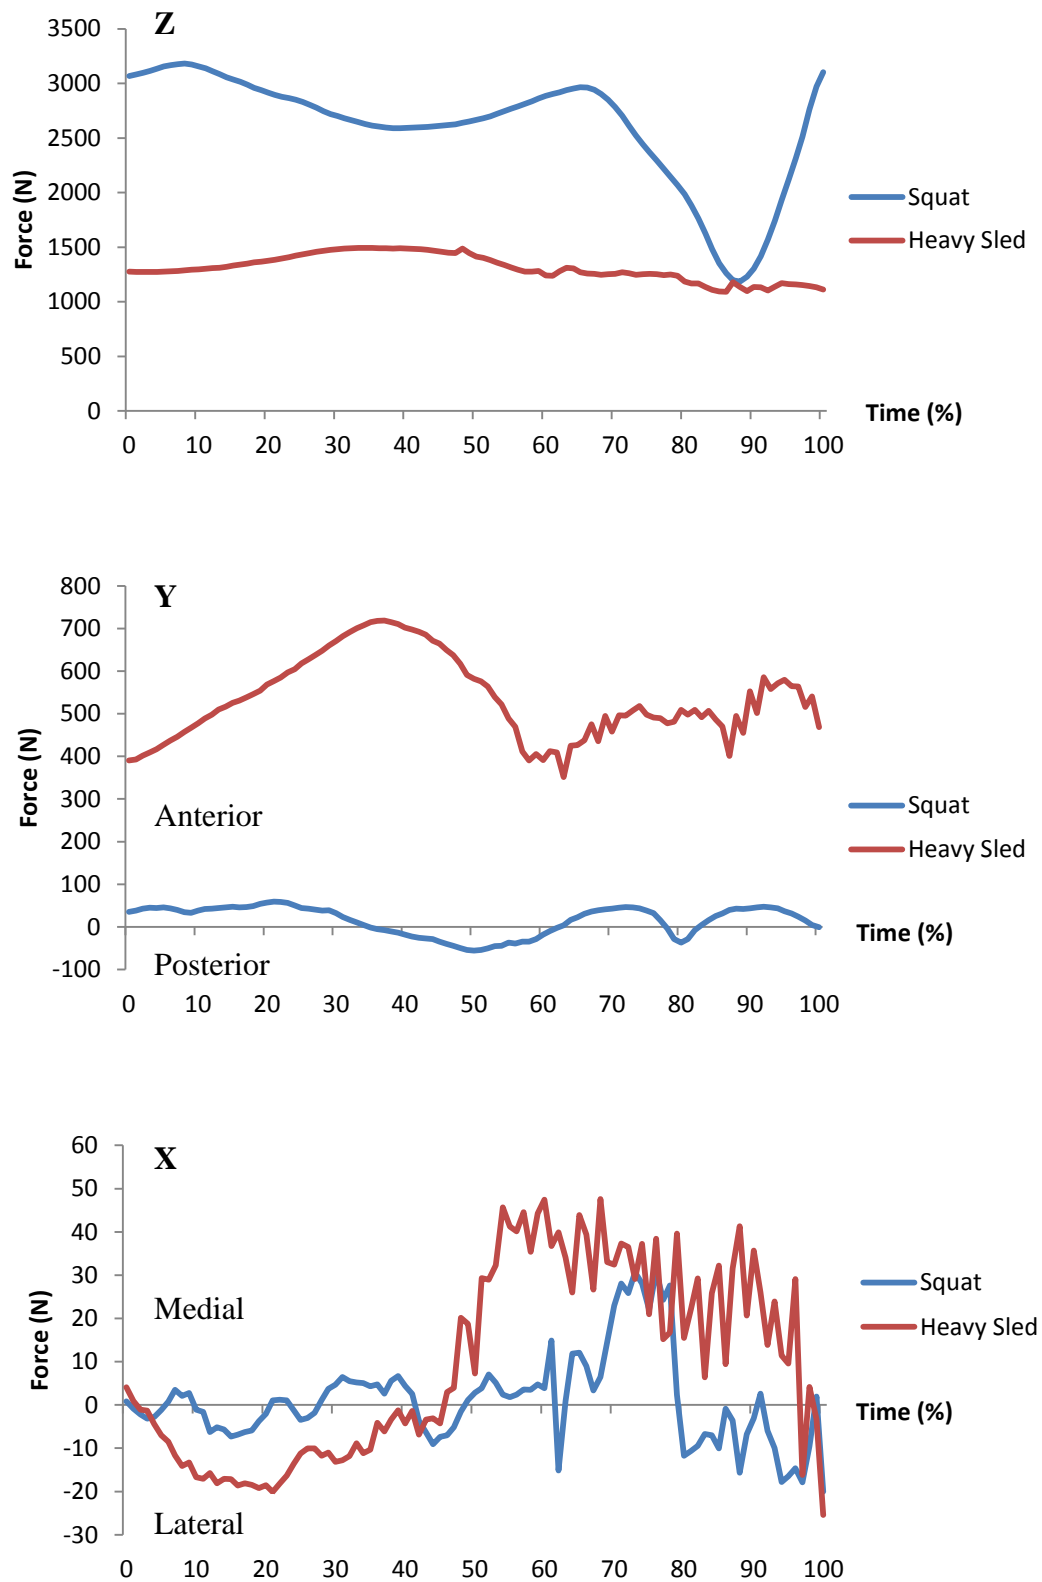 Z
3500
3000
2500
2000
1500
1000
500
0
Force (N)
0 10 20 30 40 50 60 70 80 90 100
Time (%)
Squat
Heavy Sled
Y
800
700
600
500
400
300
200
100
0
-100
Force (N)
Anterior
Posterior
0 10 20 30 40 50 60 70 80 90 100
Time (%)
Squat
Heavy Sled
X
60
50
40
30
20
10
0
-10
-20
-30
Force (N)
Medial
Lateral
0 10 20 30 40 50 60 70 80 90 100
Time (%)
Squat
Heavy Sled